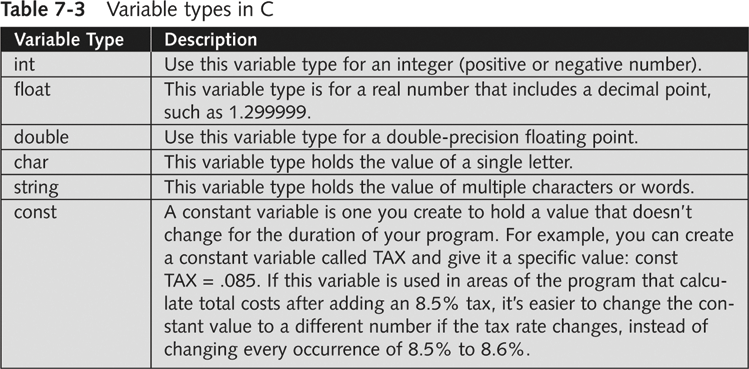 Table 7-3 Variable types in C
Variable Type Description
int Use this variable type for an integer (positive or negative number).
float This variable type is for a real number that includes a decimal point,
such as 1.299999.
double Use this variable type for a double-precision floating point.
char This variable type holds the value of a single letter.
string This variable type holds the value of multiple characters or words.
const A constant variable is one you create to hold a value that doesn’t
change for the duration of your program. For example, you can create
a constant variable called TAX and give it a specific value: const
TAX = .085. If this variable is used in areas of the program that calcu-
late total costs after adding an 8.5% tax, it’s easier to change the con-
stant value to a different number if the tax rate changes, instead of
changing every occurrence of 8.5% to 8.6%.